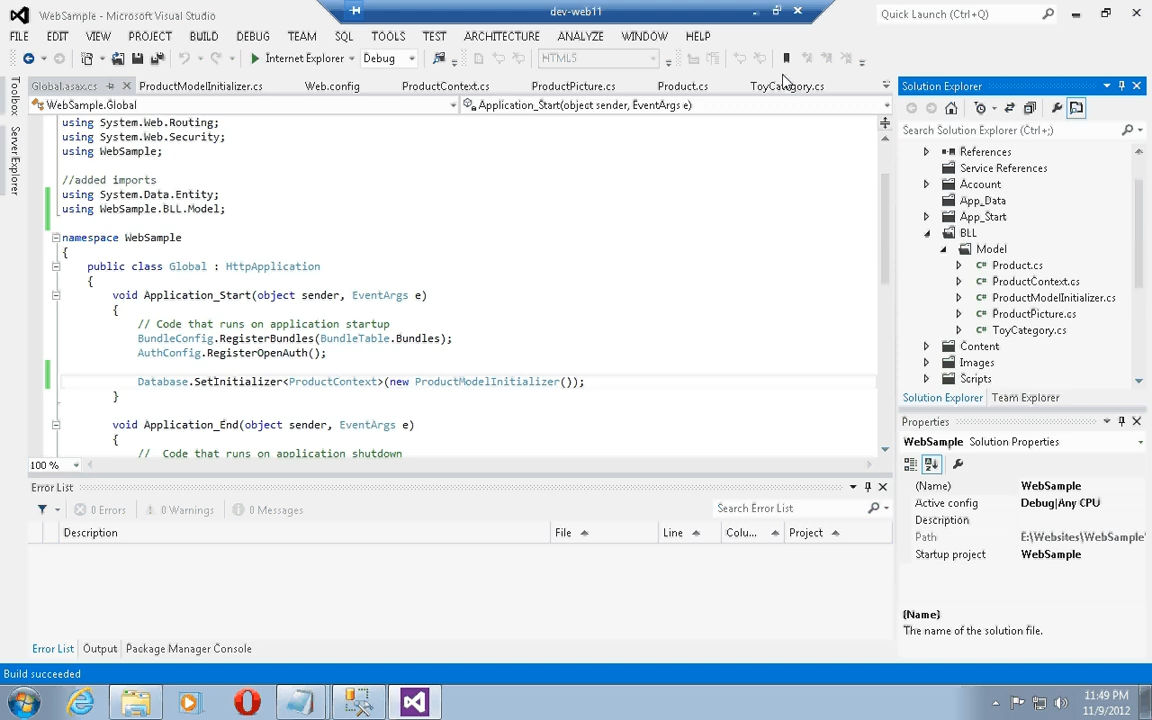 WebSample - Microsoft Visual Studio
dev-web11
Quick Launch (Ctrl+Q)
FILE EDIT VIEW PROJECT BUILD DEBUG TEAM SQL TOOLS TEST ARCHITECTURE ANALYZE WINDOW HELP
Internet Explorer Debug HTML5
Global.asax.cs ProductModelInitializer.cs Web.config ProductContext.cs ProductPicture.cs Product.cs ToyCategory.cs
WebSample.Global Application_Start(object sender, EventArgs e)
Toolbox
Server Explorer
using System.Web.Routing;
using System.Web.Security;
using WebSample;
//added imports
using System.Data.Entity;
using WebSample.BLL.Model;
namespace WebSample
{
public class Global : HttpApplication
{
void Application_Start(object sender, EventArgs e)
{
// Code that runs on application startup
BundleConfig.RegisterBundles(BundleTable.Bundles);
AuthConfig.RegisterOpenAuth();
Database.SetInitializer<ProductContext>(new ProductModelInitializer());
}
void Application_End(object sender, EventArgs e)
{
// Code that runs on application shutdown
100 %
Error List
0 Errors 0 Warnings 0 Messages
Search Error List
Description File Line Colu... Project
Error List Output Package Manager Console
Solution Explorer
Search Solution Explorer (Ctrl+;)
References
Service References
Account
App_Data
App_Start
BLL
Model
Product.cs
ProductContext.cs
ProductModelInitializer.cs
ProductPicture.cs
ToyCategory.cs
Content
Images
Scripts
Solution Explorer Team Explorer
Properties
WebSample Solution Properties
(Name) WebSample
Active config Debug|Any CPU
Description
Path E:\Websites\WebSample\
Startup project WebSample
(Name)
The name of the solution file.
Build succeeded
11:49 PM
11/9/2012